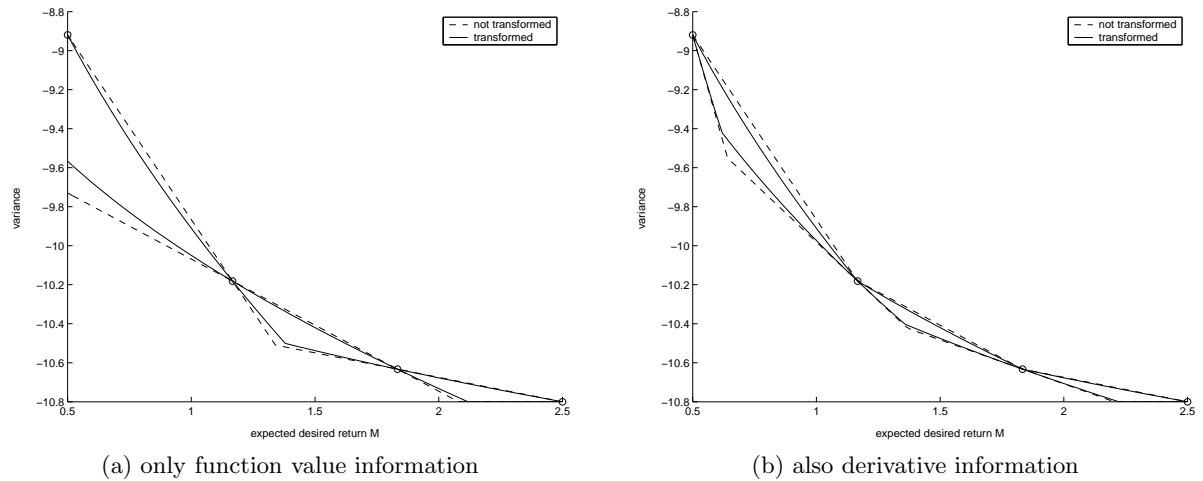 −8.8
−9
−9.2
−9.4
−9.6
−9.8
−10
−10.2
−10.4
−10.6
−10.8
variance
0.5 1 1.5 2 2.5
expected desired return M
not transformed
transformed
(a) only function value information
−8.8
−9
−9.2
−9.4
−9.6
−9.8
−10
−10.2
−10.4
−10.6
−10.8
variance
0.5 1 1.5 2 2.5
expected desired return M
not transformed
transformed
(b) also derivative information